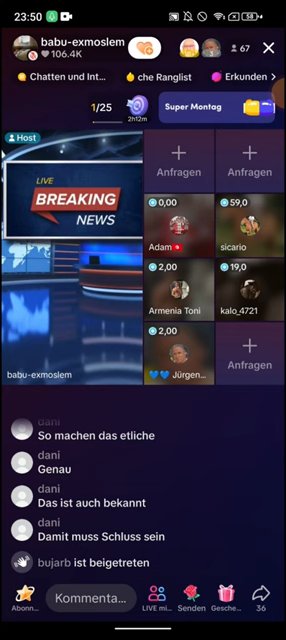 23:50
58
babu-exmoslem
106.4K
67
Chatten und Int...
che Ranglist
Erkunden
1/25
2h12m
Super Montag
Host
LIVE
BREAKING
NEWS
babu-exmoslem
Anfragen
Anfragen
0,00
Adam
59,0
sicario
2,00
Armenia Toni
19,0
kalo_4721
2,00
Jürgen...
Anfragen
dani
So machen das etliche
dani
Genau
dani
Das ist auch bekannt
dani
Damit muss Schluss sein
bujarb ist beigetreten
Abonn...
Kommenta...
LIVE mi...
Senden
Gesche...
36